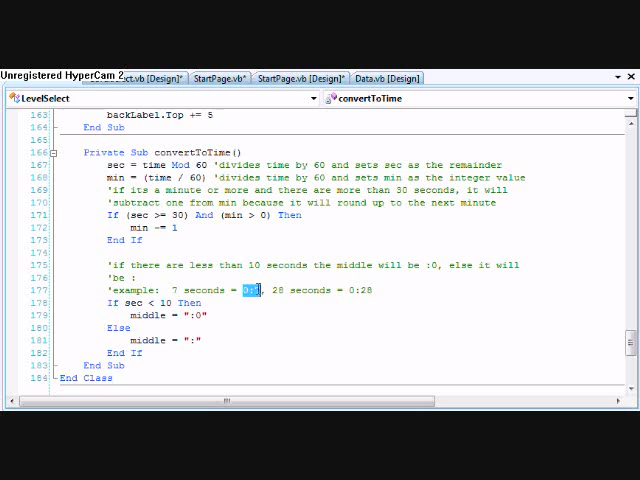 Unregistered HyperCam 2
ect.vb [Design]* StartPage.vb* StartPage.vb [Design]* Data.vb [Design]
LevelSelect convertToTime
163 backLabel.Top += 5
164 End Sub
165
166 Private Sub convertToTime()
167 sec = time Mod 60 'divides time by 60 and sets sec as the remainder
168 min = (time / 60) 'divides time by 60 and sets min as the integer value
169 'if its a minute or more and there are more than 30 seconds, it will
170 'subtract one from min because it will round up to the next minute
171 If (sec >= 30) And (min > 0) Then
172 min -= 1
173 End If
174
175 'if there are less than 10 seconds the middle will be :0, else it will
176 'be :
177 'example: 7 seconds = 0: , 28 seconds = 0:28
178 If sec < 10 Then
179 middle = ":0"
180 Else
181 middle = ":"
182 End If
183 End Sub
184 End Class